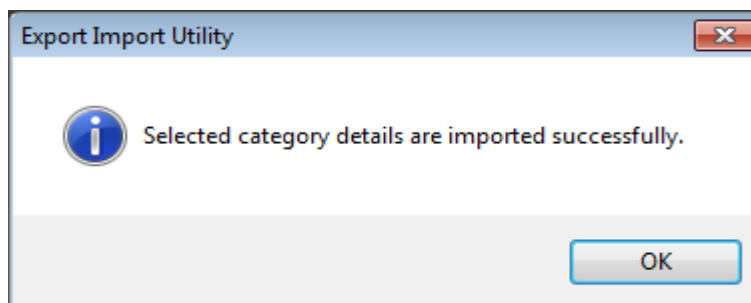 Export Import Utility
Selected category details are imported successfully.
OK